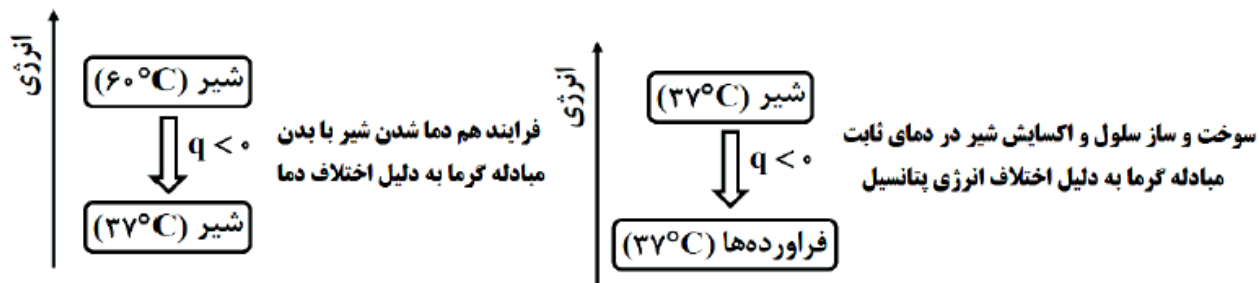 انرژی
شیر (۶۰°C)
q < ۰
شیر (۳۷°C)
فرایند هم دما شدن شیر با بدن
مبادله گرما به دلیل اختلاف دما
انرژی
شیر (۳۷°C)
q < ۰
فراورده‌ها (۳۷°C)
سوخت و ساز سلول و اکسایش شیر در دمای ثابت
مبادله گرما به دلیل اختلاف انرژی پتانسیل